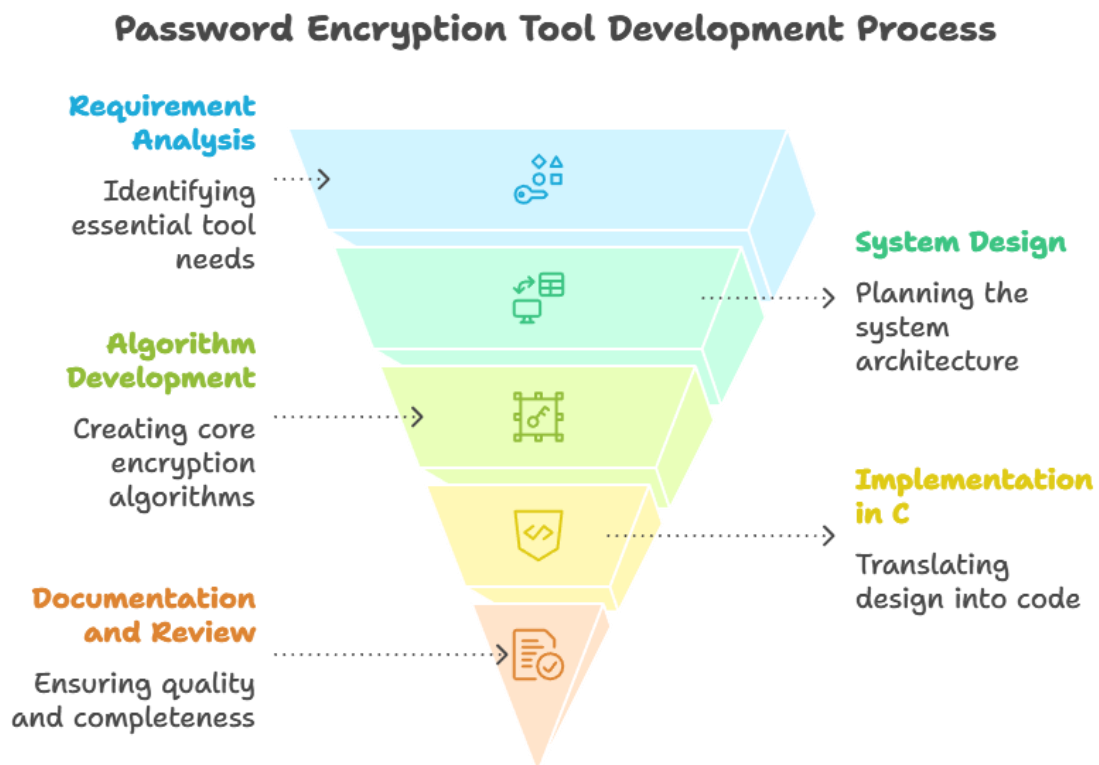 Password Encryption Tool Development Process
Requirement
Analysis
Identifying
essential tool
needs
System Design
Planning the
system
architecture
Algorithm
Development
Creating core
encryption
algorithms
Implementation
in C
Translating
design into code
Documentation
and Review
Ensuring quality
and completeness